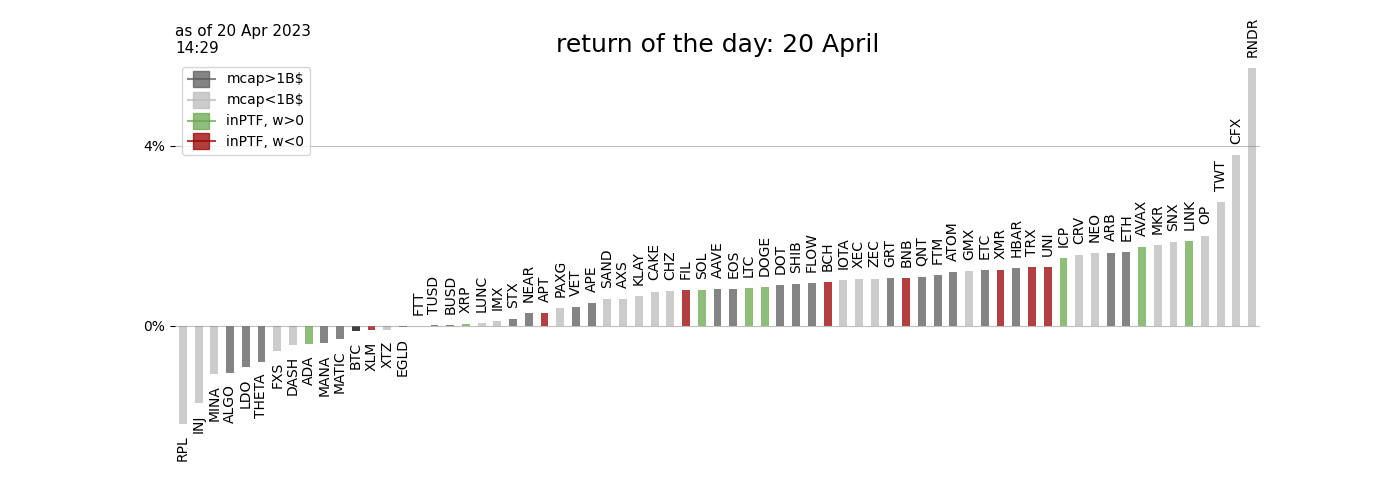 as of 20 Apr 2023
14:29
return of the day: 20 April
mcap>1B$
mcap<1B$
inPTF, w>0
inPTF, w<0
4%
0%
RPL
INJ
MINA
ALGO
LDO
THETA
FXS
DASH
ADA
MANA
MATIC
BTC
XLM
XTZ
EGLD
FTT
TUSD
BUSD
XRP
LUNC
IMX
STX
NEAR
APT
PAXG
VET
APE
SAND
AXS
KLAY
CAKE
CHZ
FIL
SOL
AAVE
EOS
LTC
DOGE
DOT
SHIB
FLOW
BCH
IOTA
XEC
ZEC
GRT
BNB
QNT
FTM
ATOM
GMX
ETC
XMR
HBAR
TRX
UNI
ICP
CRV
NEO
ARB
ETH
AVAX
MKR
SNX
LINK
OP
TWT
CFX
RNDR